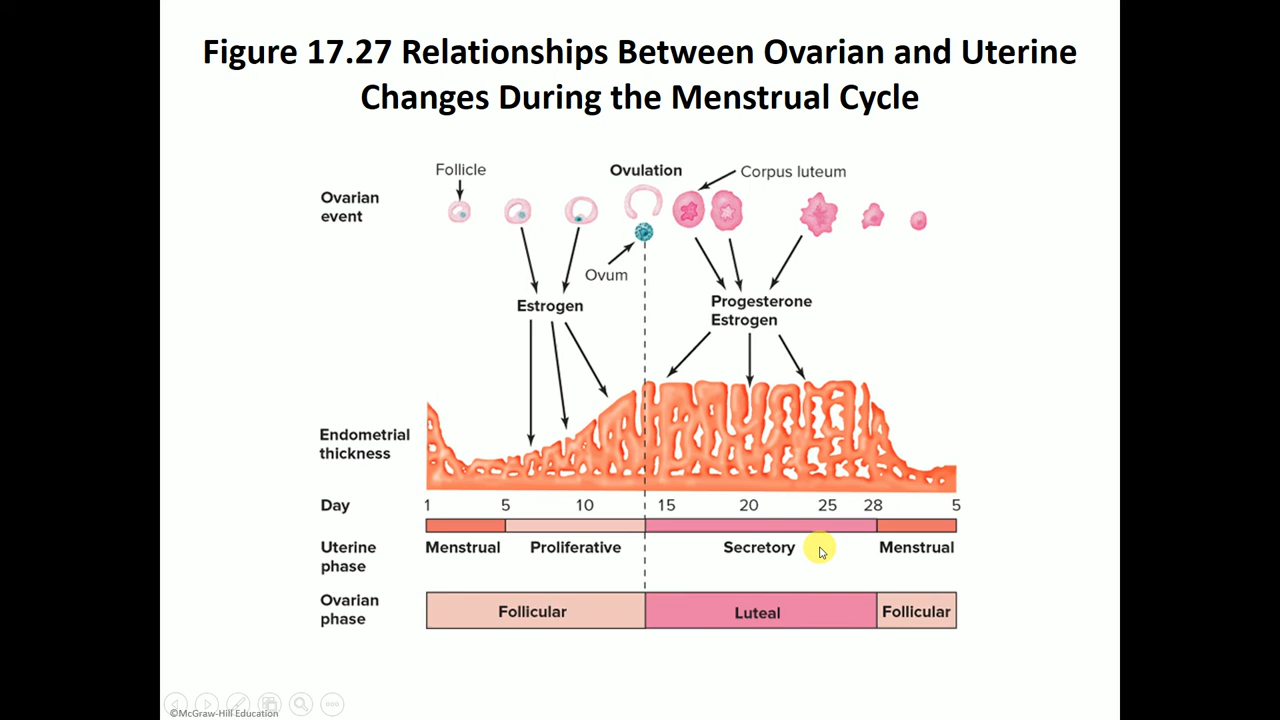 Figure 17.27 Relationships Between Ovarian and Uterine
Changes During the Menstrual Cycle
Follicle
Ovulation
Corpus luteum
Ovarian
event
Ovum
Estrogen
Progesterone
Estrogen
Endometrial
thickness
Day
1 5 10 15 20 25 28 5
Uterine
phase
Menstrual Proliferative Secretory Menstrual
Ovarian
phase
Follicular Luteal Follicular
©McGraw-Hill Education